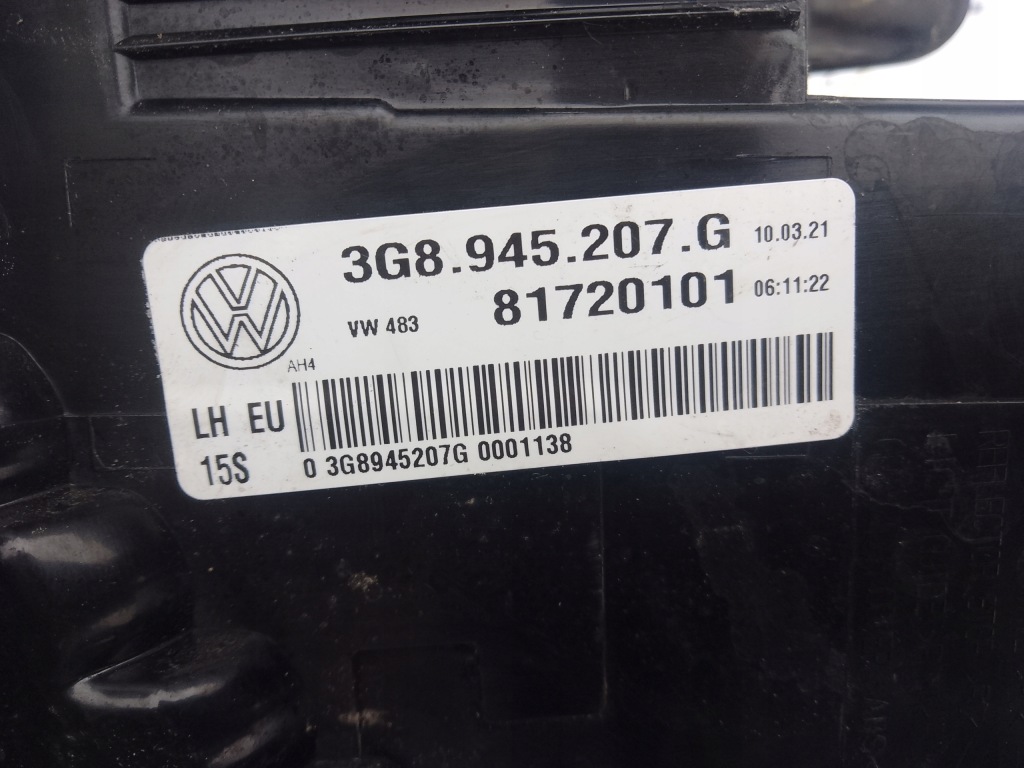 3G8.945.207.G 10.03.21
VW 483 81720101 06:11:22
AH4
LH EU
15S 0 3G8945207G 0001138